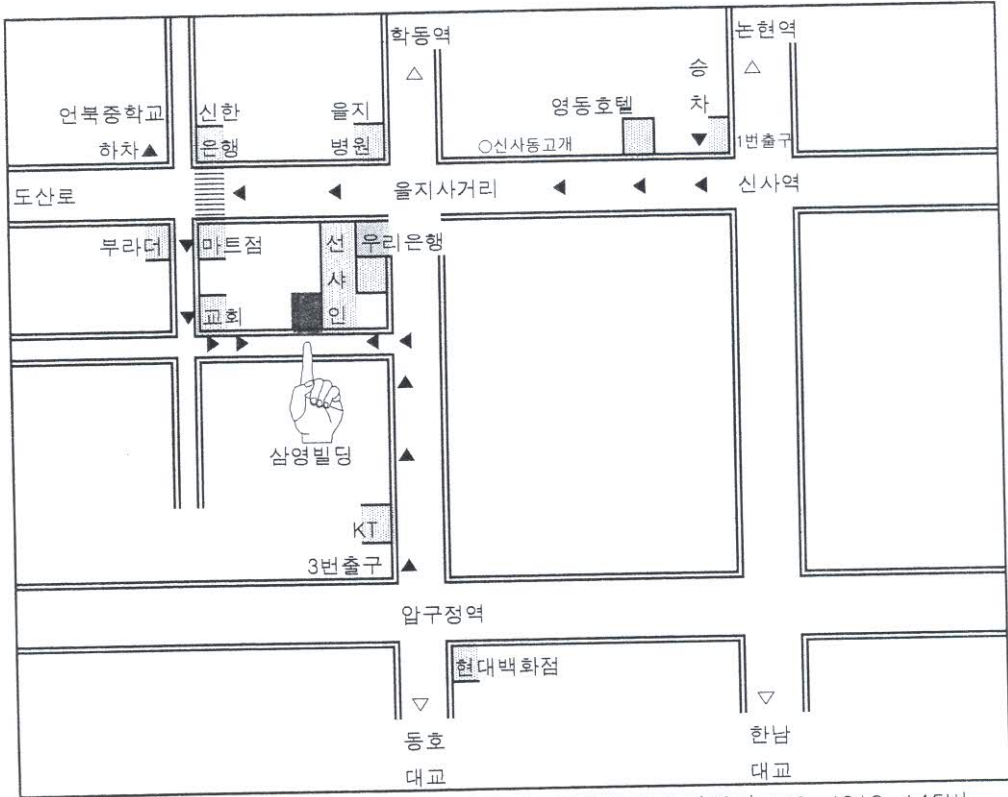 학동역
논현역
승
차
언북중학교
하차▲
신한
은행
을지
병원
영동호텔
○신사동고개
1번출구
도산로
을지사거리
신사역
부라더
마트점
선
샤
인
우리은행
교회
삼영빌딩
KT
3번출구
압구정역
현대백화점
동호
대교
한남
대교